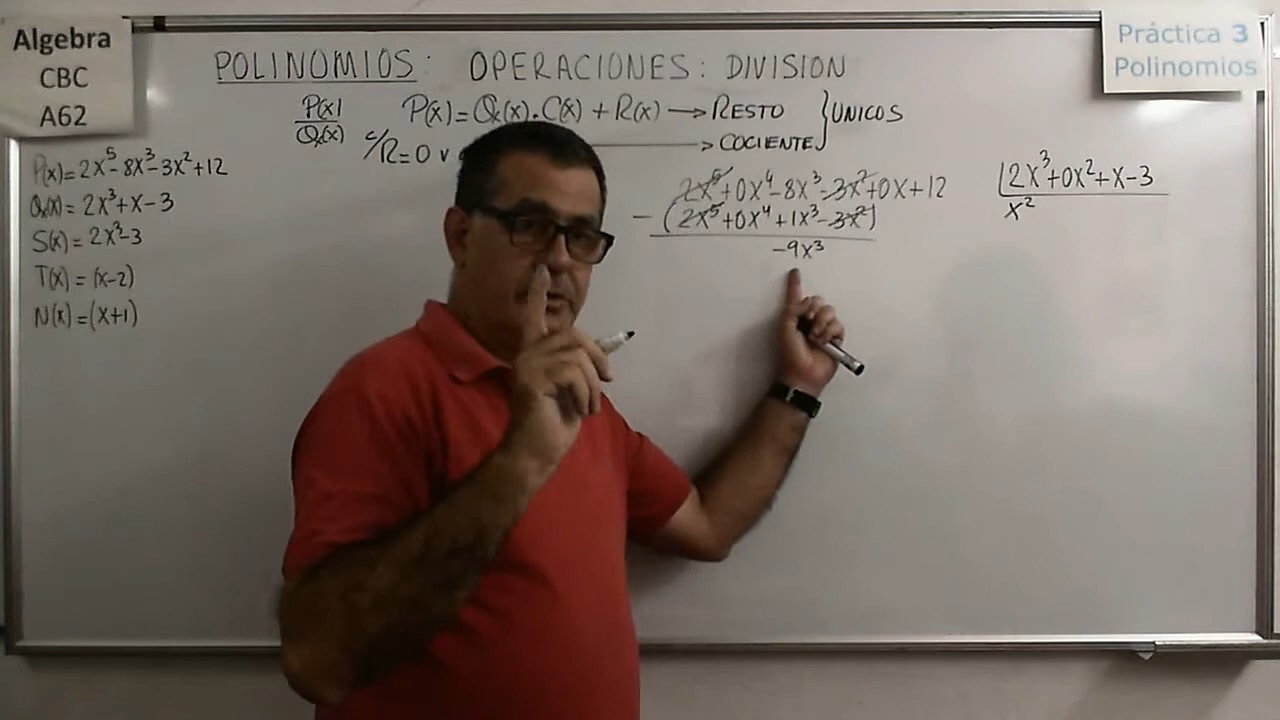 Algebra
CBC
A62
Práctica 3
Polinomios
POLINOMIOS: OPERACIONES: DIVISION
P(x)/Q(x) P(x)=Q(x).C(x)+R(x)→RESTO }UNICOS
C/R=0 v → COCIENTE
P(x)=2x⁵-8x³-3x²+12
Q(x)=2x³+x-3
S(x)=2x³-3
T(x)=(x-2)
N(x)=(x+1)
2x⁵+0x⁴-8x³-3x²+0x+12 |2x³+0x²+x-3
-(2x⁵+0x⁴+1x³-3x²) x²
-9x³